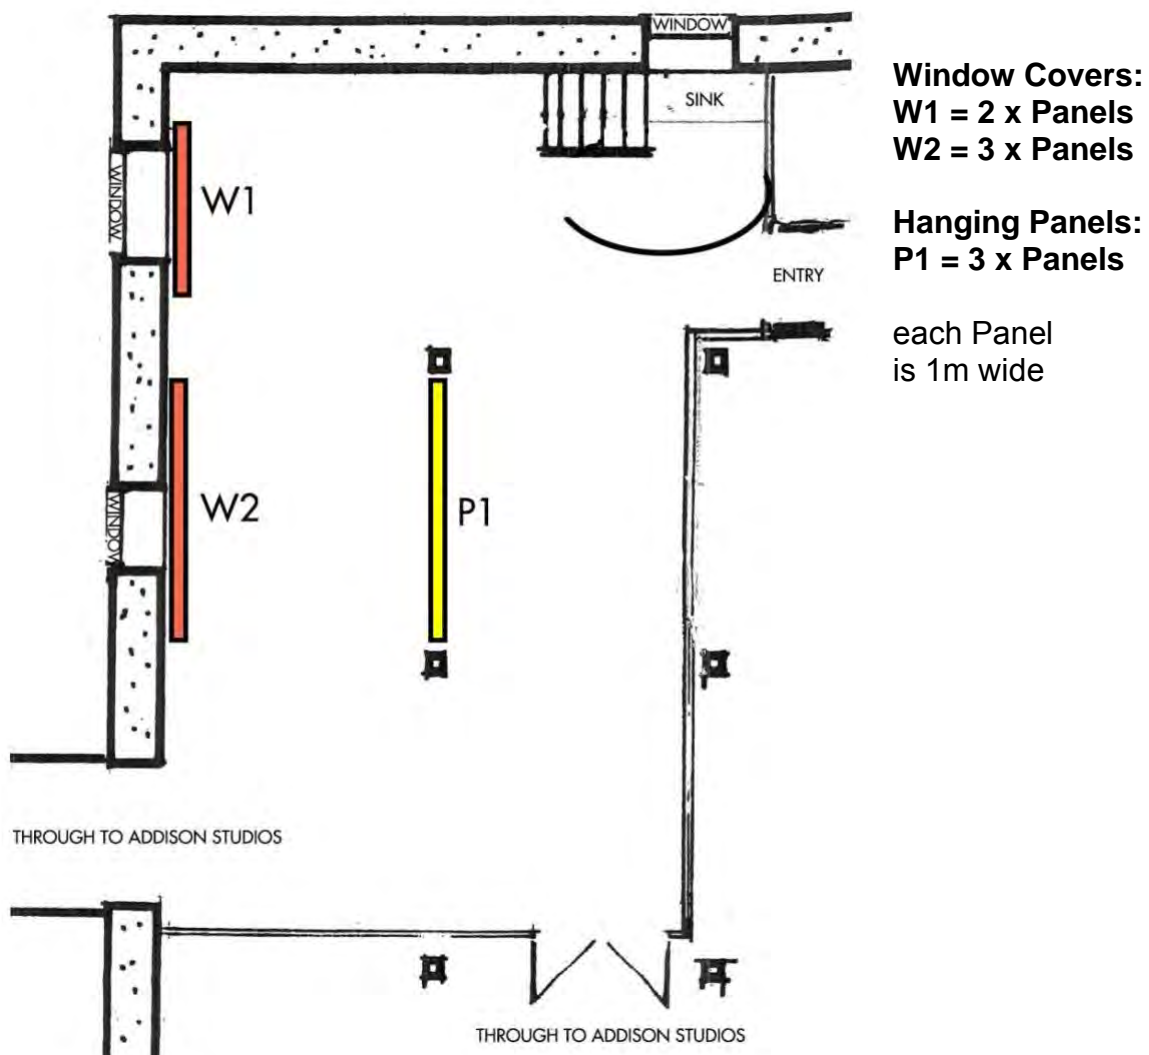 WINDOW
SINK
WINDOW
W1
ENTRY
W2
WINDOW
P1
THROUGH TO ADDISON STUDIOS
THROUGH TO ADDISON STUDIOS
Window Covers:
W1 = 2 x Panels
W2 = 3 x Panels
Hanging Panels:
P1 = 3 x Panels
each Panel
is 1m wide